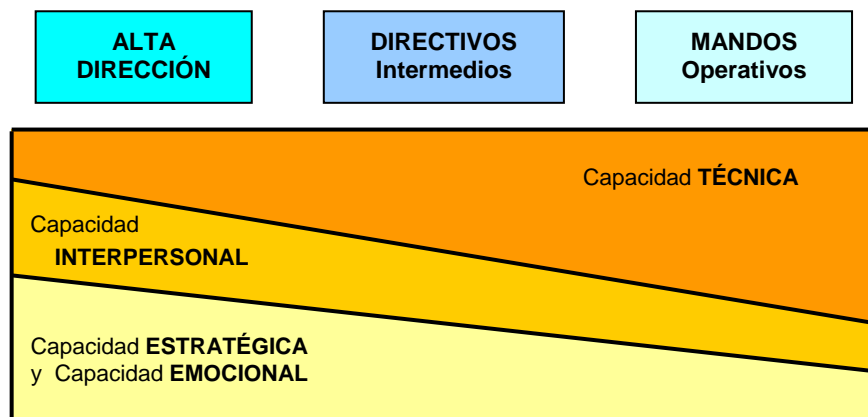 ALTA
DIRECCIÓN
DIRECTIVOS
Intermedios
MANDOS
Operativos
Capacidad TÉCNICA
Capacidad
INTERPERSONAL
Capacidad ESTRATÉGICA
y Capacidad EMOCIONAL